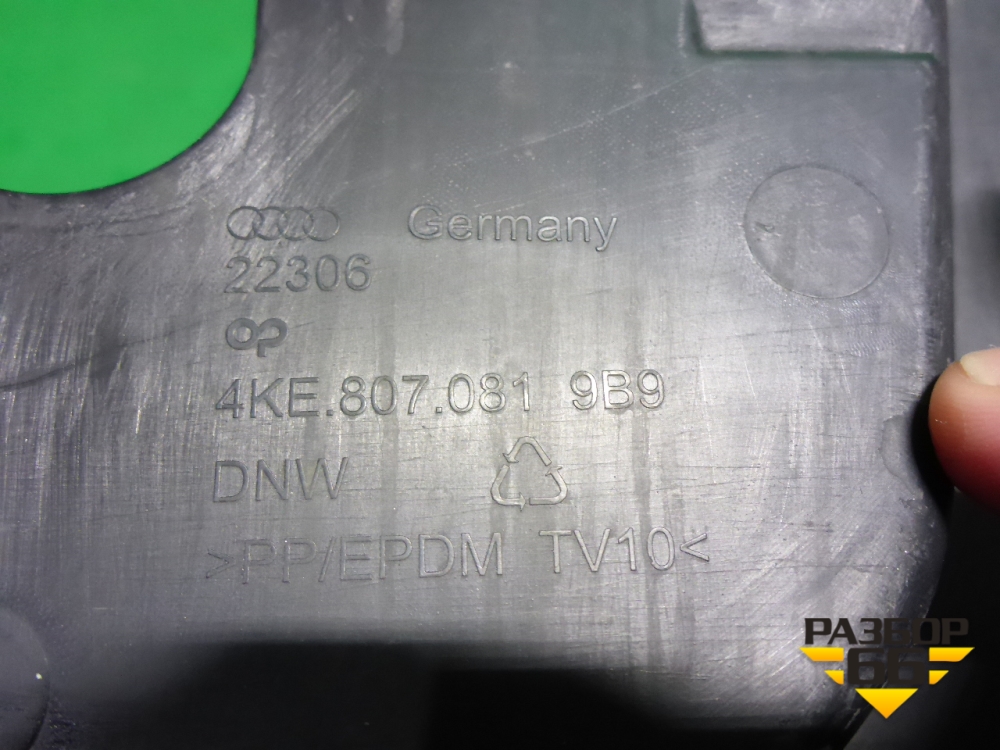 Germany
22306
4KE.807.081 9B9
DNW
>PP/EPDM TV10<
РАЗБОР
66